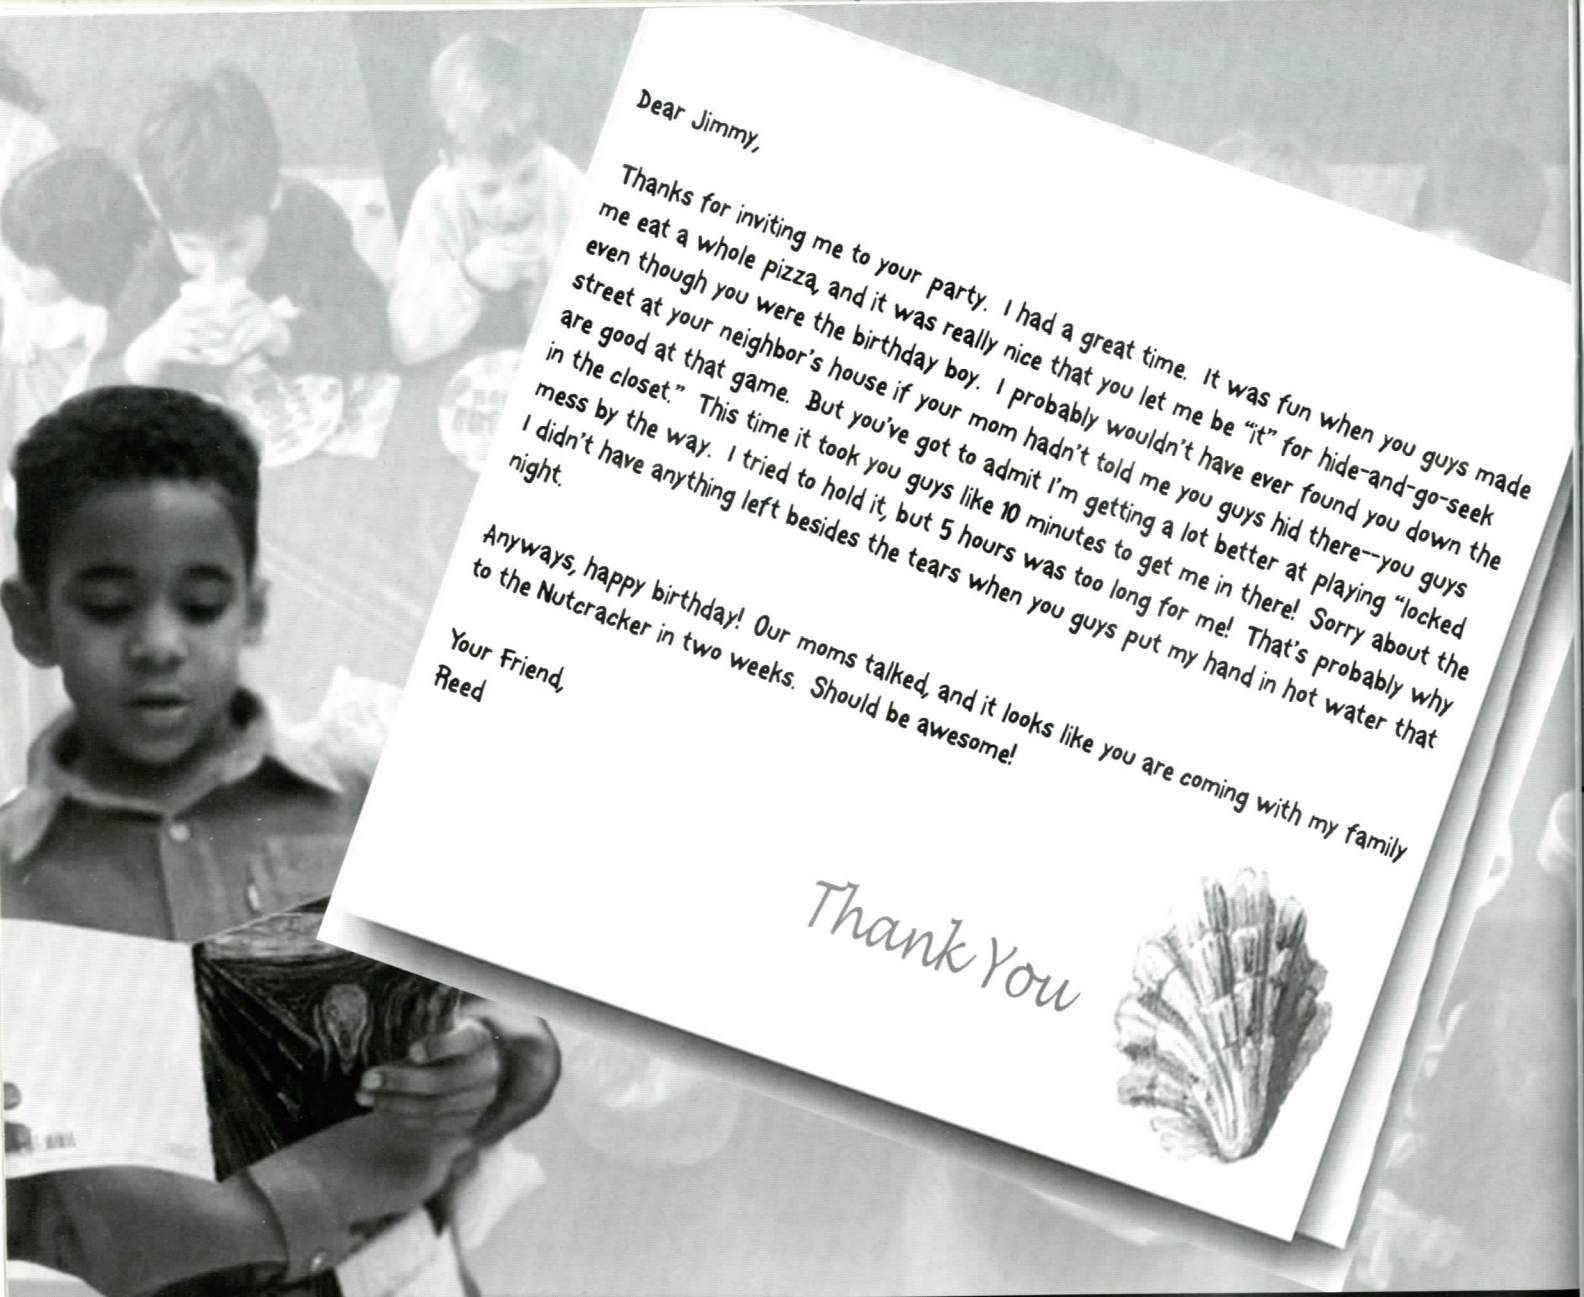 Dear Jimmy,
Thanks for inviting me to your party. I had a great time. It was fun when you guys made
me eat a whole pizza, and it was really nice that you let me be "it" for hide-and-go-seek
even though you were the birthday boy. I probably wouldn't have ever found you down the
street at your neighbor's house if your mom hadn't told me you guys hid there--you guys
are good at that game. But you've got to admit I'm getting a lot better at playing "locked
in the closet." This time it took you guys like 10 minutes to get me in there! Sorry about the
mess by the way. I tried to hold it, but 5 hours was too long for me! That's probably why
I didn't have anything left besides the tears when you guys put my hand in hot water that
night.
Anyways, happy birthday! Our moms talked, and it looks like you are coming with my family
to the Nutcracker in two weeks. Should be awesome!
Your Friend,
Reed
Thank You